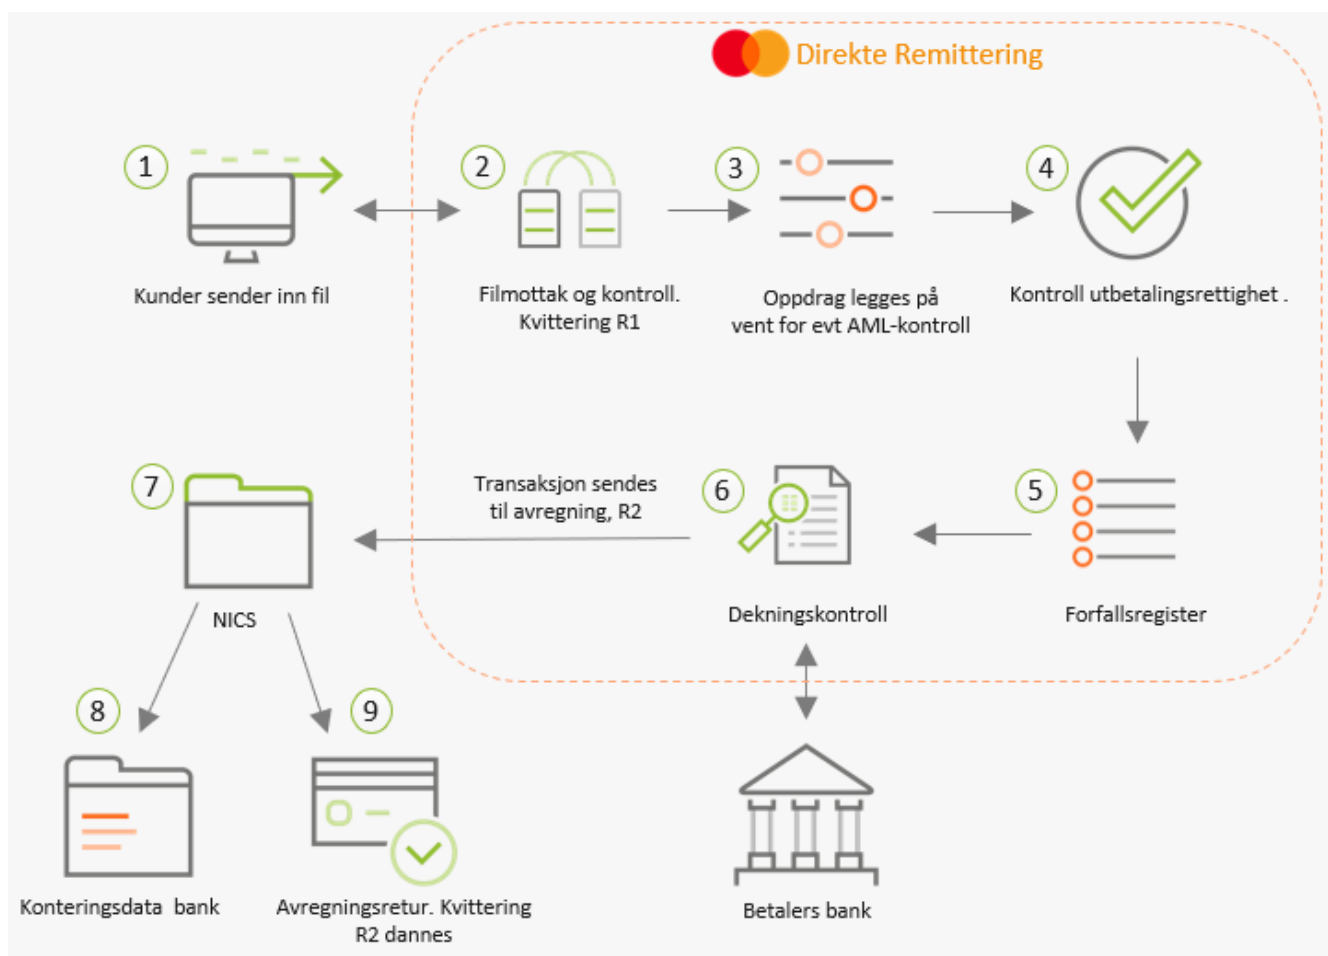 Direkte Remittering
1
2
3
4
Kunder sender inn fil
Filmottak og kontroll.
Kvittering R1
Oppdrag legges på
vent for evt AML-kontroll
Kontroll utbetalingsrettighet .
7
Transaksjon sendes
til avregning, R2
6
5
NICS
Dekningskontroll
Forfallsregister
8
9
Konteringsdata bank
Avregningsretur. Kvittering
R2 dannes
Betalers bank